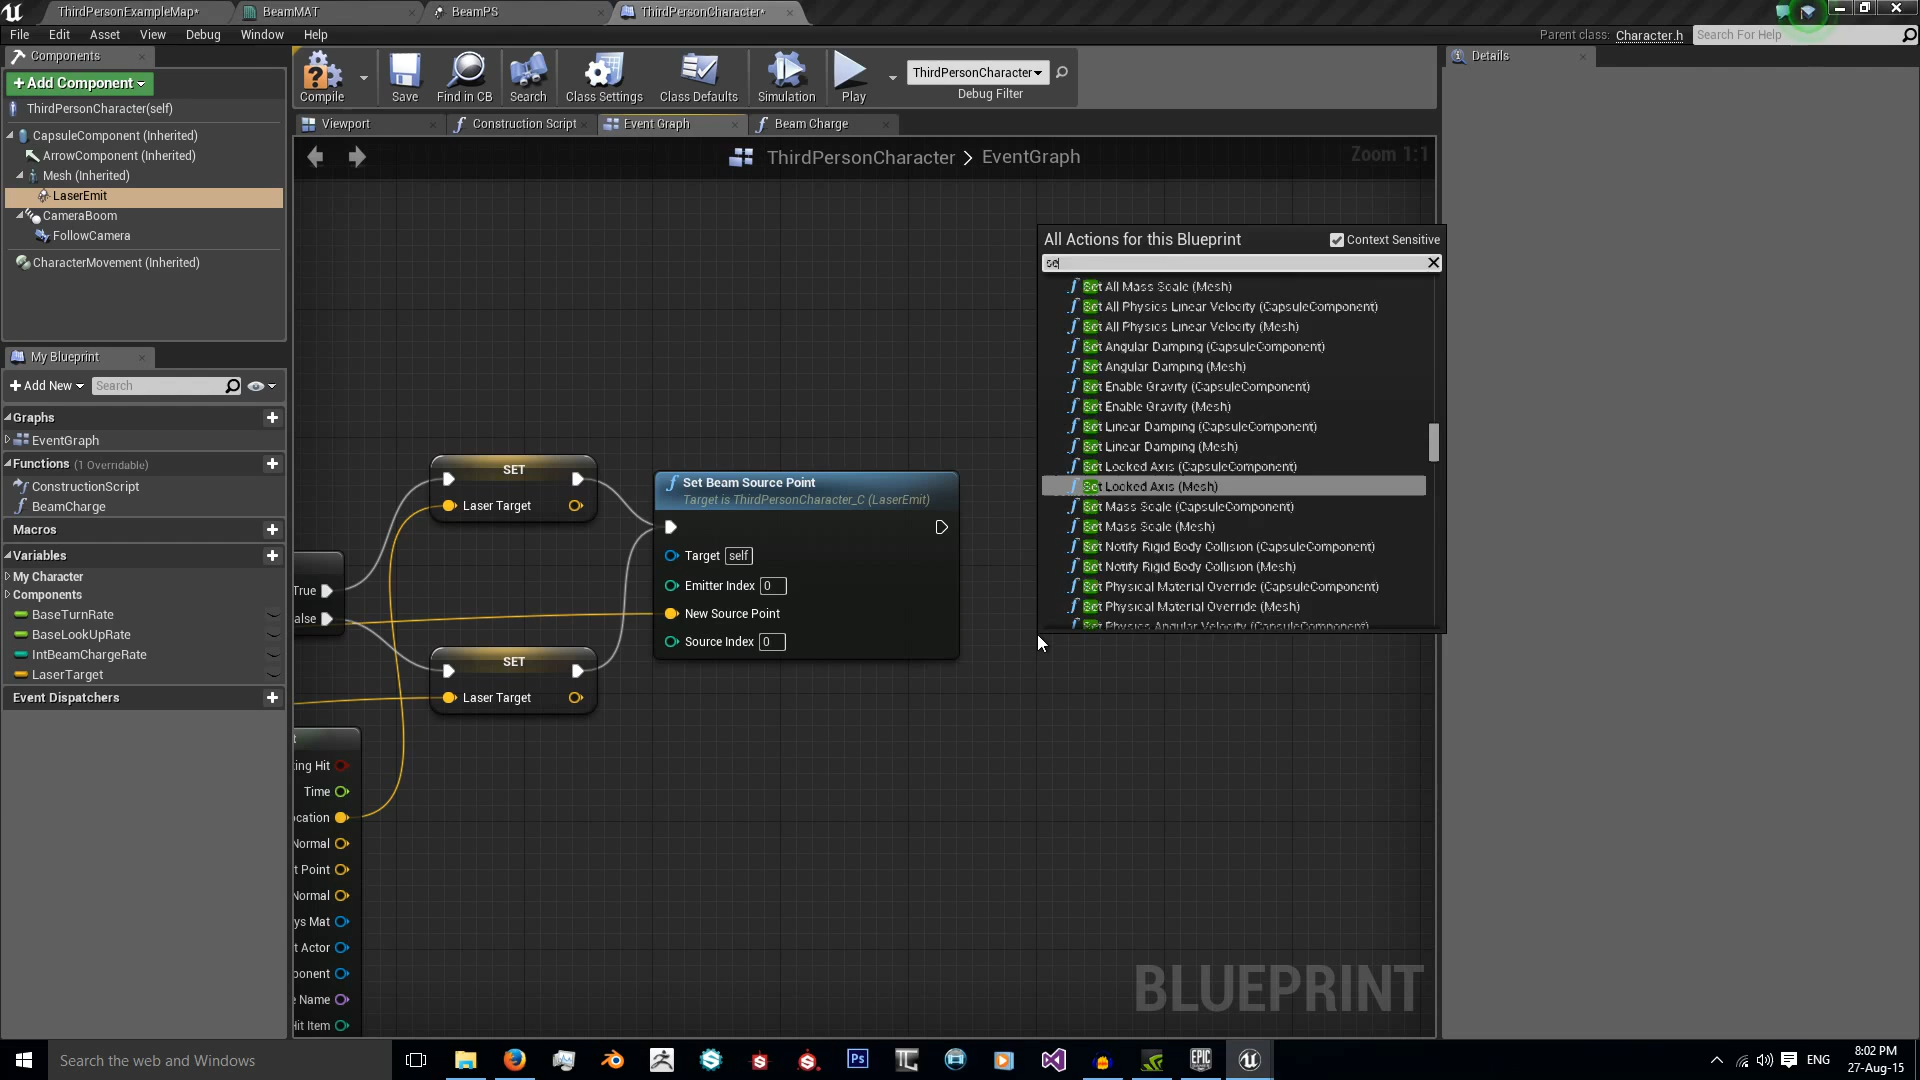 ThirdPersonExampleMap*
BeamMAT
BeamPS
ThirdPersonCharacter*
File
Edit
Asset
View
Debug
Window
Help
Parent class:
Character.h
Search For Help
Components
+Add Component
ThirdPersonCharacter(self)
CapsuleComponent (Inherited)
ArrowComponent (Inherited)
Mesh (Inherited)
LaserEmit
CameraBoom
FollowCamera
CharacterMovement (Inherited)
My Blueprint
+Add New
Search
Graphs
EventGraph
Functions (1 Overridable)
ConstructionScript
BeamCharge
Macros
Variables
My Character
Components
BaseTurnRate
BaseLookUpRate
IntBeamChargeRate
LaserTarget
Event Dispatchers
Compile
Save
Find in CB
Search
Class Settings
Class Defaults
Simulation
Play
ThirdPersonCharacter
Debug Filter
Viewport
Construction Script
Event Graph
Beam Charge
ThirdPersonCharacter > EventGraph
Zoom 1:1
True
alse
SET
Laser Target
SET
Laser Target
t
king Hit
Time
ocation
Normal
t Point
Normal
ys Mat
t Actor
ponent
e Name
Hit Item
Set Beam Source Point
Target is ThirdPersonCharacter_C (LaserEmit)
Target self
Emitter Index 0
New Source Point
Source Index 0
All Actions for this Blueprint
Context Sensitive
se
Set All Mass Scale (Mesh)
Set All Physics Linear Velocity (CapsuleComponent)
Set All Physics Linear Velocity (Mesh)
Set Angular Damping (CapsuleComponent)
Set Angular Damping (Mesh)
Set Enable Gravity (CapsuleComponent)
Set Enable Gravity (Mesh)
Set Linear Damping (CapsuleComponent)
Set Linear Damping (Mesh)
Set Locked Axis (CapsuleComponent)
Set Locked Axis (Mesh)
Set Mass Scale (CapsuleComponent)
Set Mass Scale (Mesh)
Set Notify Rigid Body Collision (CapsuleComponent)
Set Notify Rigid Body Collision (Mesh)
Set Physical Material Override (CapsuleComponent)
Set Physical Material Override (Mesh)
Set Physics Angular Velocity (CapsuleComponent)
BLUEPRINT
Details
Search the web and Windows
Ps
EPIC
ENG
8:02 PM
27-Aug-15